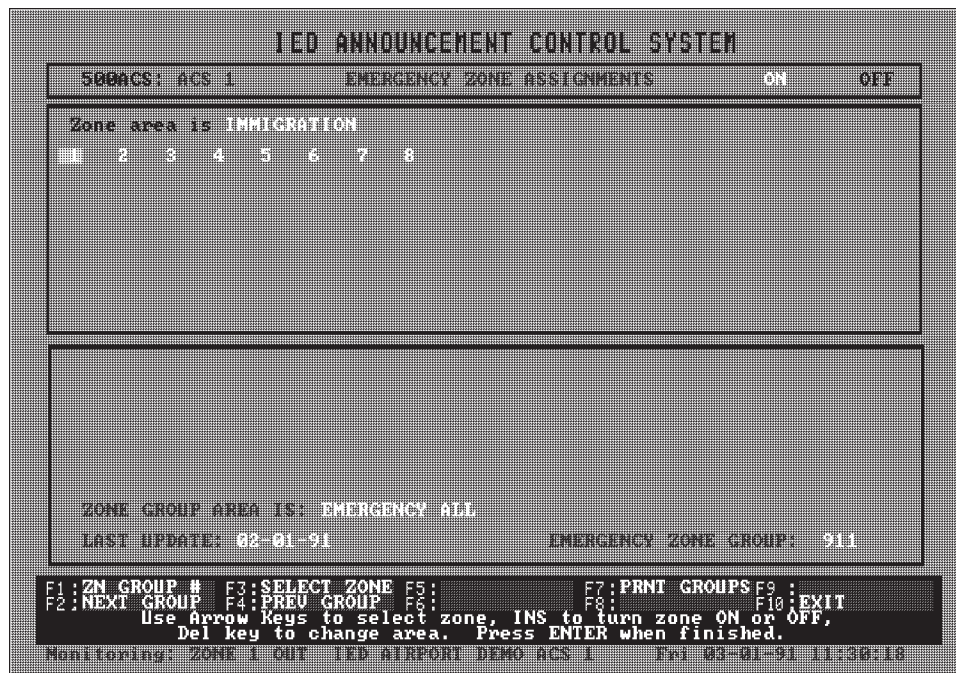 IED ANNOUNCEMENT CONTROL SYSTEM
500ACS: ACS 1 EMERGENCY ZONE ASSIGNMENTS ON OFF
Zone area is IMMIGRATION
1 2 3 4 5 6 7 8
ZONE GROUP AREA IS: EMERGENCY ALL
LAST UPDATE: 02-01-91 EMERGENCY ZONE GROUP: 911
F1:ZN GROUP # F3:SELECT ZONE F5: F7:PRNT GROUPS F9 :
F2:NEXT GROUP F4:PREV GROUP F6: F8: F10:EXIT
Use Arrow Keys to select zone, INS to turn zone ON or OFF,
Del key to change area. Press ENTER when finished.
Monitoring: ZONE 1 OUT IED AIRPORT DEMO ACS 1 Fri 03-01-91 11:30:18